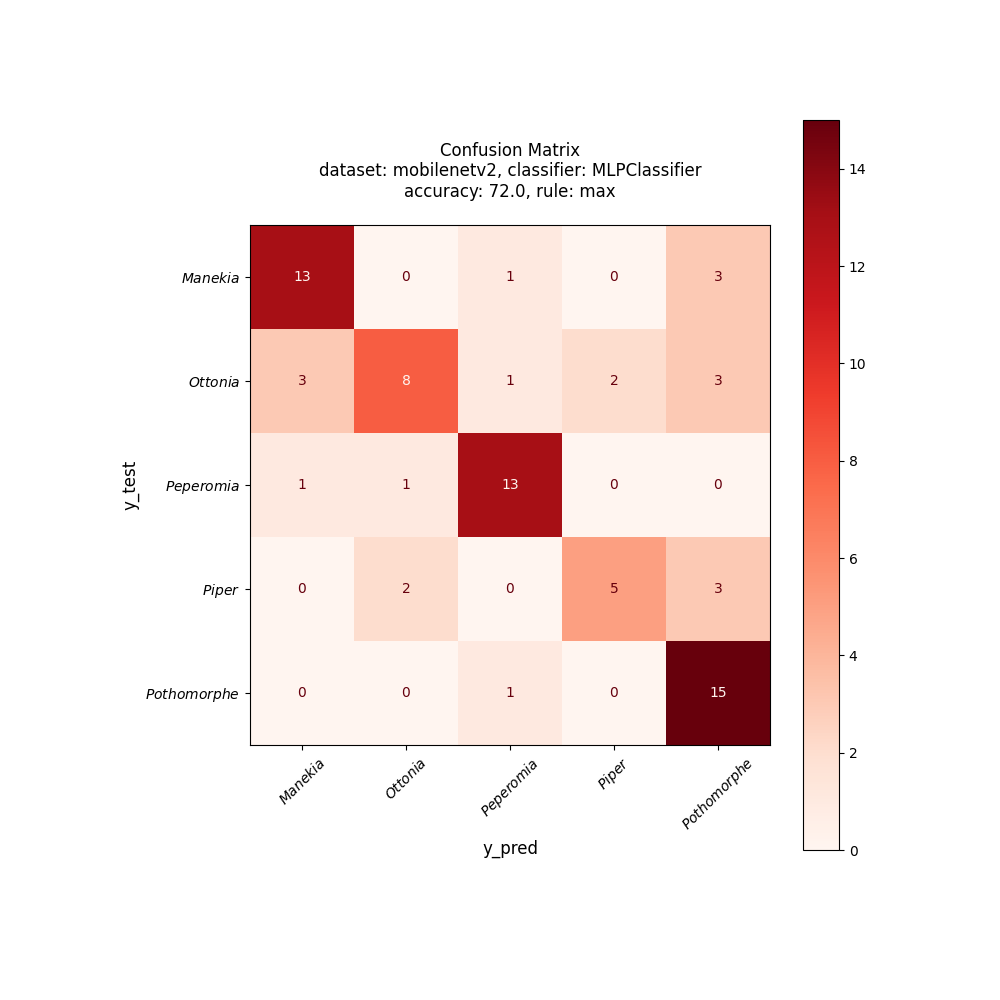 Confusion Matrix
dataset: mobilenetv2, classifier: MLPClassifier
accuracy: 72.0, rule: max
Manekia 13 0 1 0 3
Ottonia 3 8 1 2 3
Peperomia 1 1 13 0 0
Piper 0 2 0 5 3
Pothomorphe 0 0 1 0 15
Manekia Ottonia Peperomia Piper Pothomorphe
y_pred
y_test
14
12
10
8
6
4
2
0